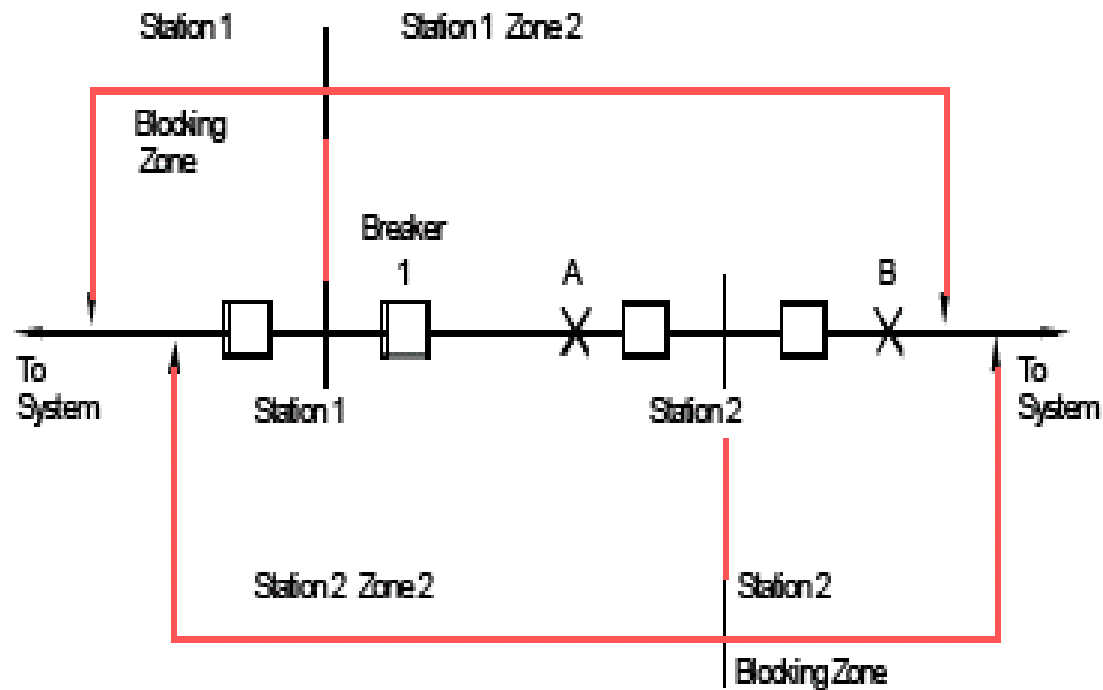 Station 1
Station 1 Zone 2
Blocking
Zone
Breaker
1
A
B
To
System
Station 1
Station 2
To
System
Station 2 Zone 2
Station 2
Blocking Zone